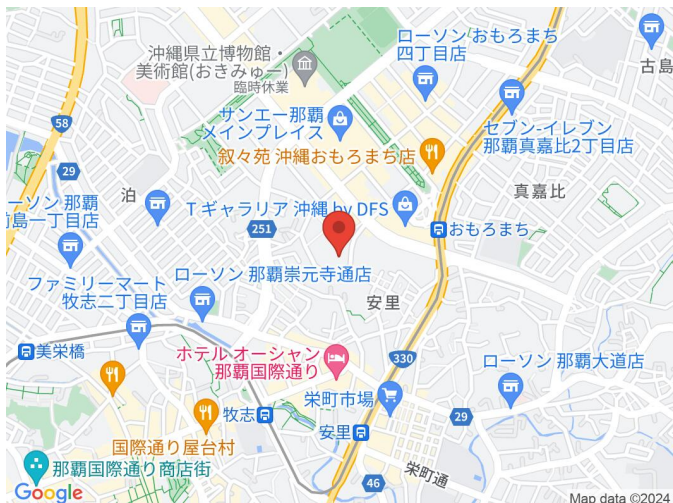 沖縄県立博物館・
美術館(おきみゅー)
臨時休業
ローソン おもろまち
四丁目店
古島
58
サンエー那覇
メインプレイス
セブン-イレブン
那覇真嘉比2丁目店
叙々苑 沖縄おもろまち店
29
泊
真嘉比
ローソン 那覇
前島一丁目店
Tギャラリア 沖縄 by DFS
251
おもろまち
ファミリーマート
牧志二丁目店
ローソン 那覇崇元寺通店
安里
美栄橋
ホテル オーシャン
那覇国際通り
330
ローソン 那覇大道店
牧志
栄町市場
29
国際通り屋台村
安里
那覇国際通り商店街
46
栄町通
Google
Map data ©2024